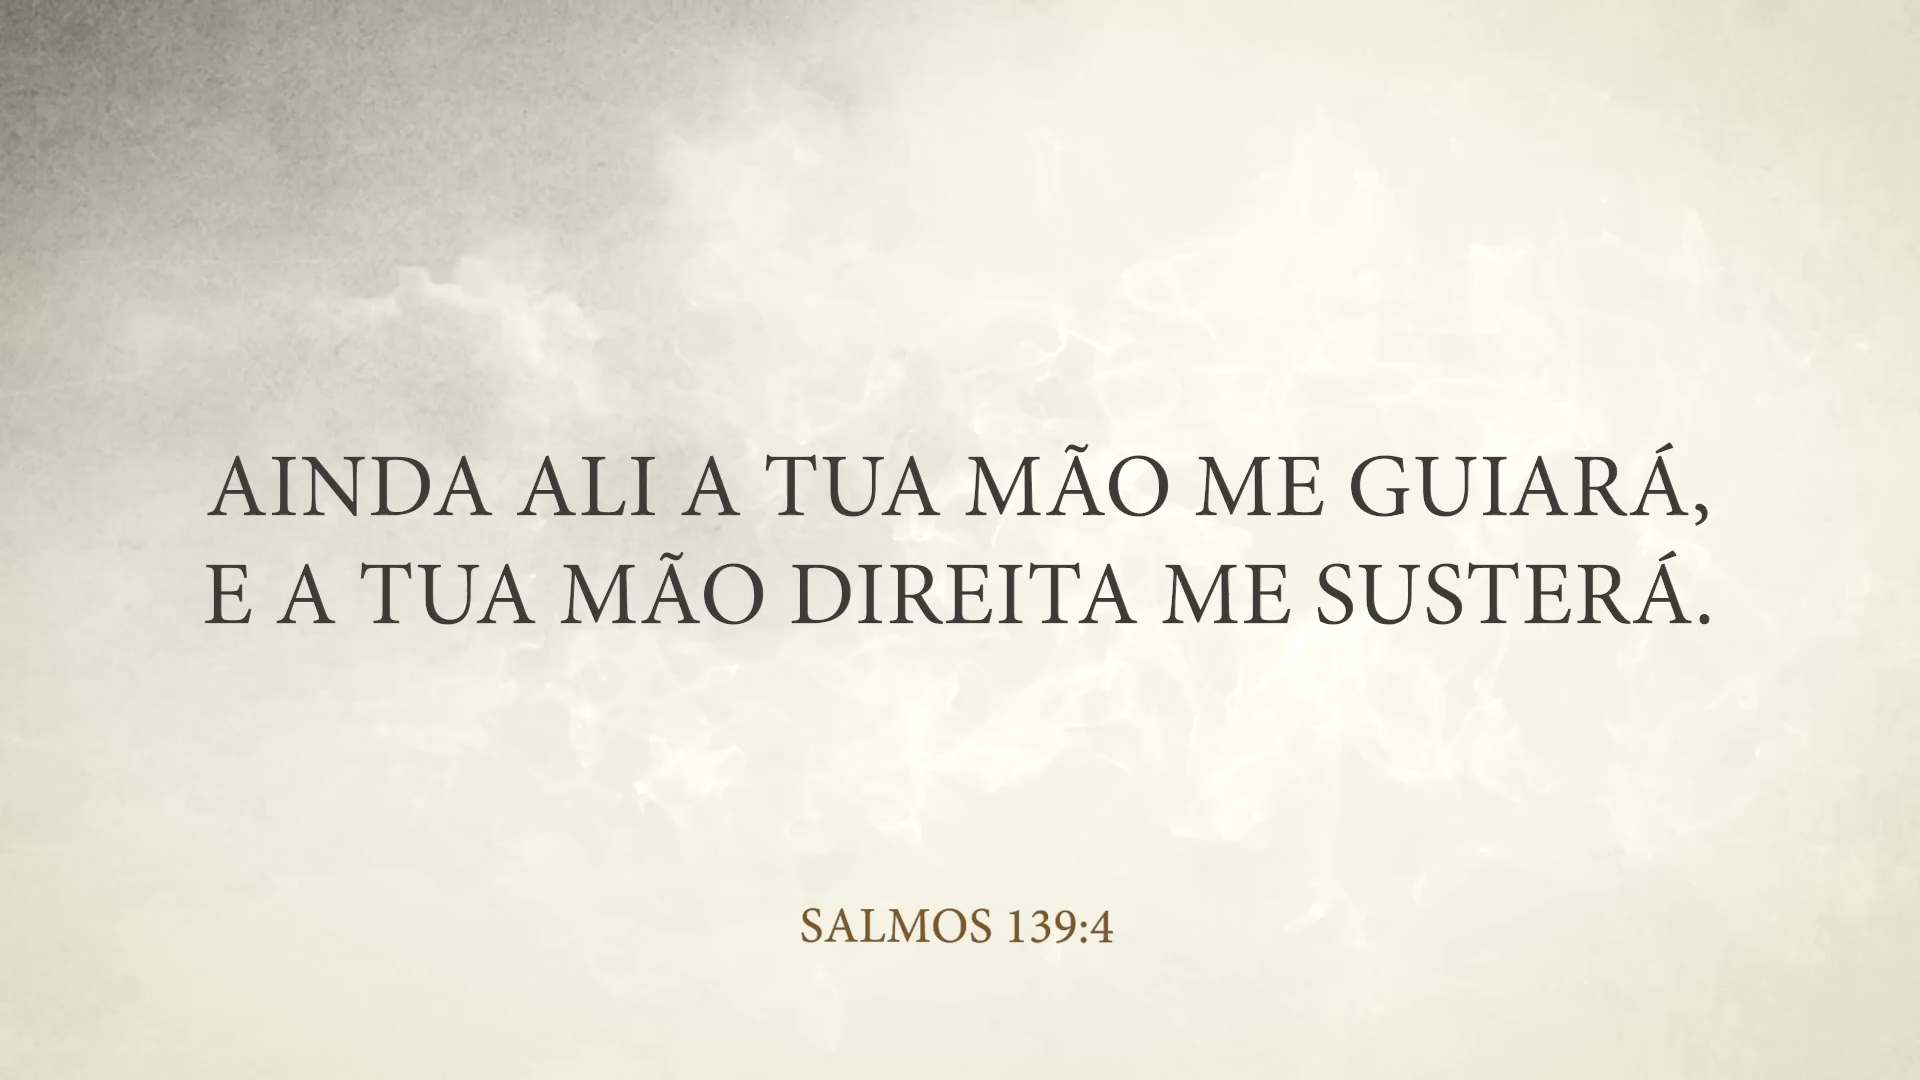 AINDA ALI A TUA MÃO ME GUIARÁ,
E A TUA MÃO DIREITA ME SUSTERÁ.
SALMOS 139:4